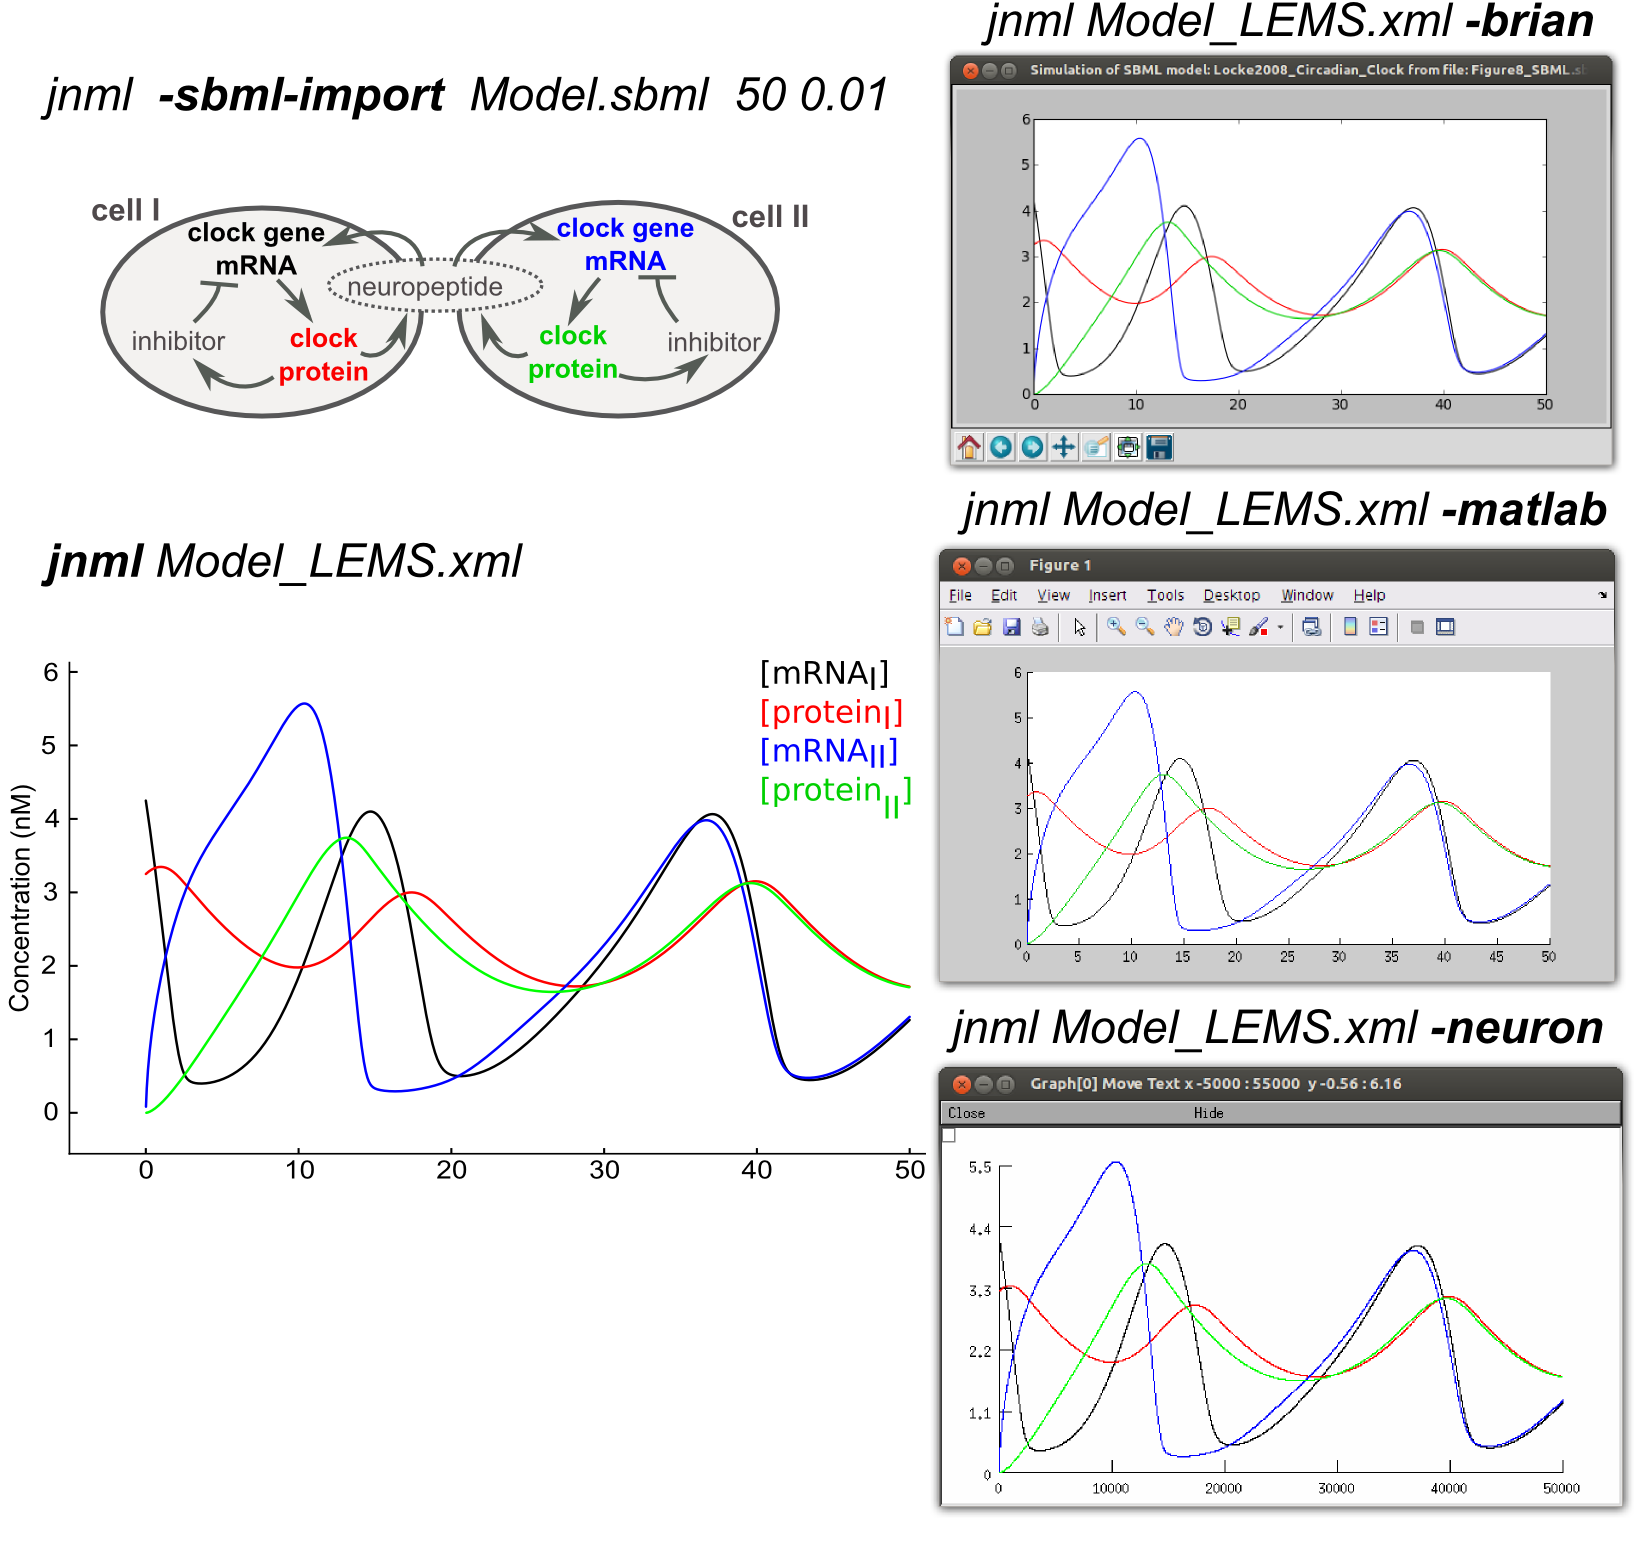 jnml -sbml-import Model.sbml 50 0.01
cell I
clock gene
mRNA
inhibitor
clock
protein
neuropeptide
cell II
clock gene
mRNA
clock
protein
inhibitor
jnml Model_LEMS.xml
Concentration (nM)
6
5
4
3
2
1
0
0 10 20 30 40 50
[mRNAI]
[proteinI]
[mRNAII]
[proteinII]
jnml Model_LEMS.xml -brian
Simulation of SBML model: Locke2008_Circadian_Clock from file: Figure8_SBML.sb
6
5
4
3
2
1
0
0 10 20 30 40 50
jnml Model_LEMS.xml -matlab
Figure 1
File Edit View Insert Tools Desktop Window Help
6
5
4
3
2
1
0
0 5 10 15 20 25 30 35 40 45 50
jnml Model_LEMS.xml -neuron
Graph[0] Move Text x -5000 : 55000 y -0.56 : 6.16
Close Hide
5.5
4.4
3.3
2.2
1.1
0
0 10000 20000 30000 40000 50000